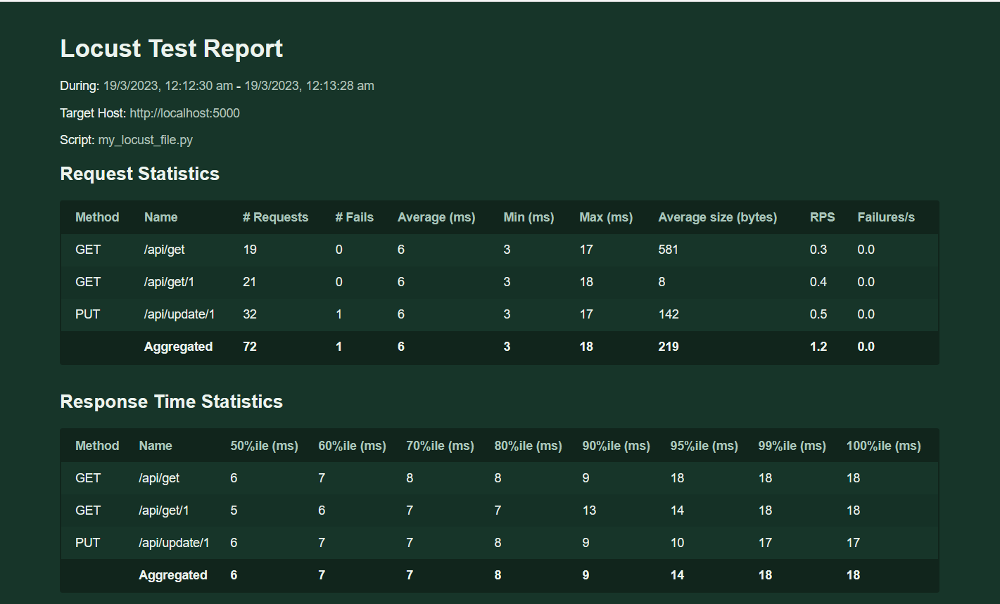 Locust Test Report
During: 19/3/2023, 12:12:30 am - 19/3/2023, 12:13:28 am
Target Host: http://localhost:5000
Script: my_locust_file.py
Request Statistics
Method Name # Requests # Fails Average (ms) Min (ms) Max (ms) Average size (bytes) RPS Failures/s
GET /api/get 19 0 6 3 17 581 0.3 0.0
GET /api/get/1 21 0 6 3 18 8 0.4 0.0
PUT /api/update/1 32 1 6 3 17 142 0.5 0.0
Aggregated 72 1 6 3 18 219 1.2 0.0
Response Time Statistics
Method Name 50%ile (ms) 60%ile (ms) 70%ile (ms) 80%ile (ms) 90%ile (ms) 95%ile (ms) 99%ile (ms) 100%ile (ms)
GET /api/get 6 7 8 8 9 18 18 18
GET /api/get/1 5 6 7 7 13 14 18 18
PUT /api/update/1 6 7 7 8 9 10 17 17
Aggregated 6 7 7 8 9 14 18 18